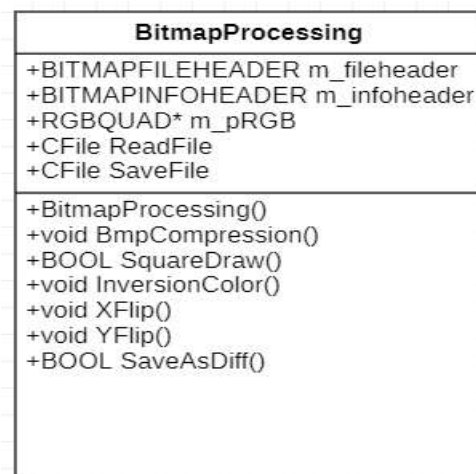 BitmapProcessing
+BITMAPFILEHEADER m_fileheader
+BITMAPINFOHEADER m_infoheader
+RGBQUAD* m_pRGB
+CFile ReadFile
+CFile SaveFile
+BitmapProcessing()
+void BmpCompression()
+BOOL SquareDraw()
+void InversionColor()
+void XFlip()
+void YFlip()
+BOOL SaveAsDiff()